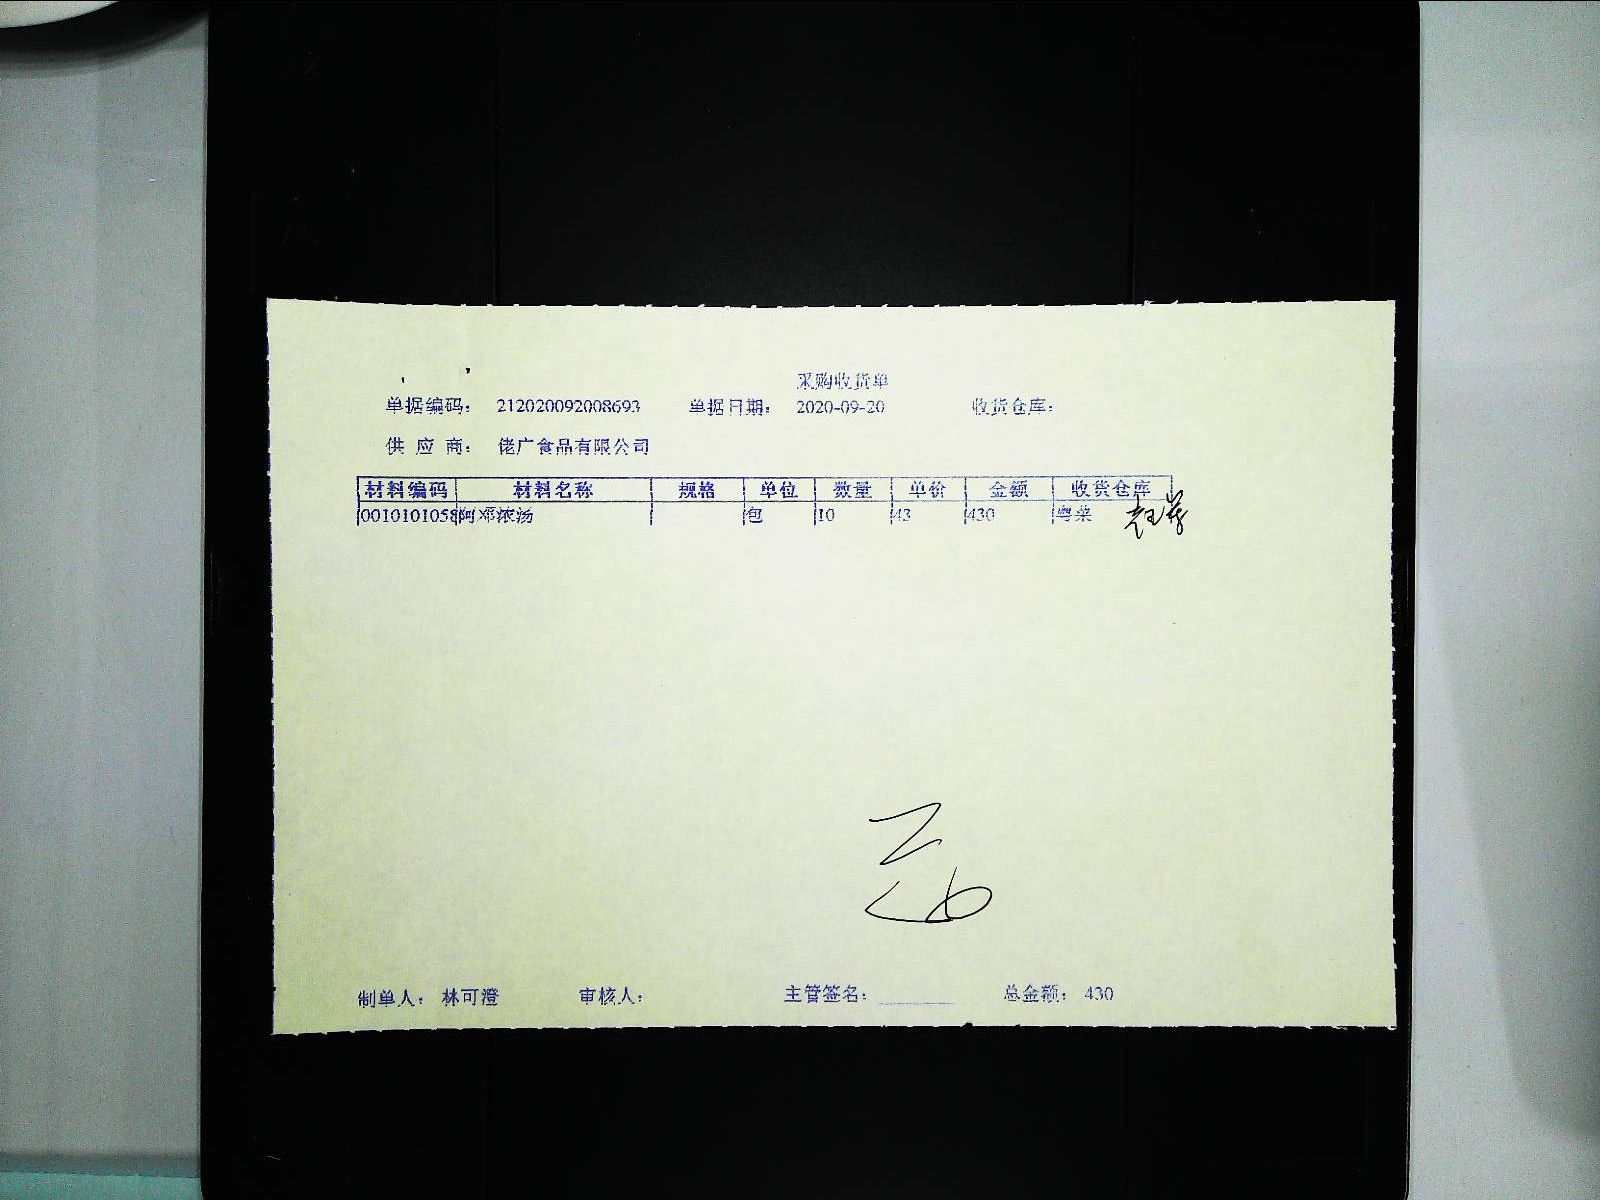 采购收货单
单据编码： 212020092008693 单据日期： 2020-09-20 收货仓库：
供 应 商： 佬广食品有限公司
材料编码 材料名称 规格 单位 数量 单价 金额 收货仓库
0010101058 阿邓浓汤 包 10 43 430 粤菜
制单人： 林可澄 审核人： 主管签名： 总金额： 430